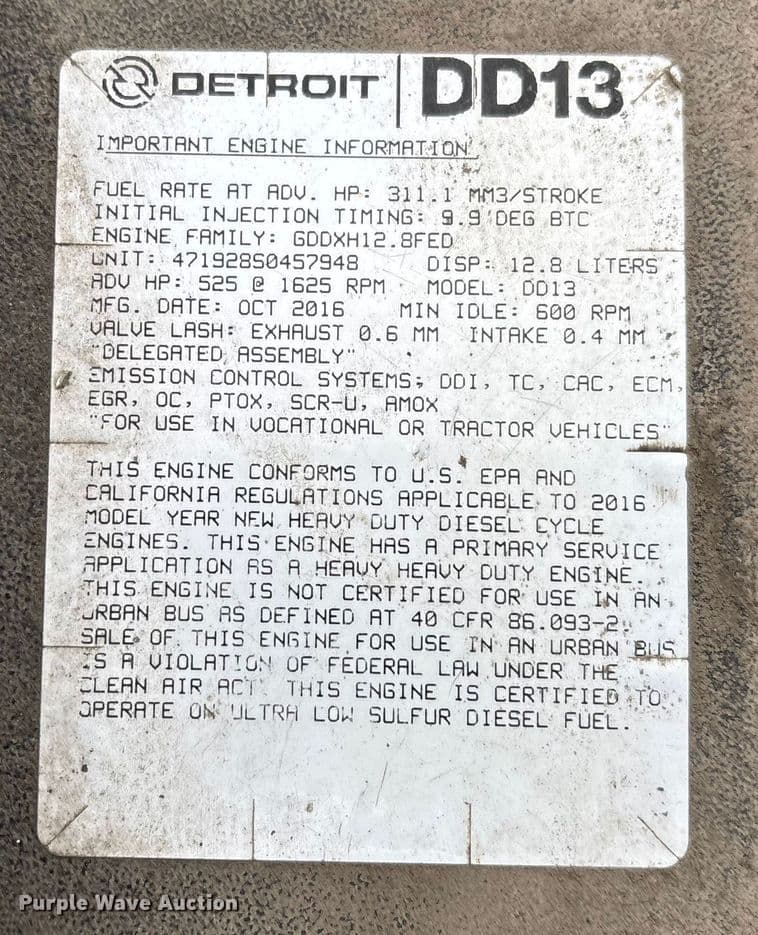 DETROIT DD13
IMPORTANT ENGINE INFORMATION
FUEL RATE AT ADV. HP: 311.1 MM3/STROKE
INITIAL INJECTION TIMING: 9.9 DEG BTC
ENGINE FAMILY: GDDXH12.8FED
UNIT: 471928S0457948 DISP: 12.8 LITERS
ADV HP: 525 @ 1625 RPM MODEL: DD13
MFG. DATE: OCT 2016 MIN IDLE: 600 RPM
VALVE LASH: EXHAUST 0.6 MM INTAKE 0.4 MM
"DELEGATED ASSEMBLY"
EMISSION CONTROL SYSTEMS; DDI, TC, CAC, ECM,
EGR, OC, PTOX, SCR-U, AMOX
"FOR USE IN VOCATIONAL OR TRACTOR VEHICLES"
THIS ENGINE CONFORMS TO U.S. EPA AND
CALIFORNIA REGULATIONS APPLICABLE TO 2016
MODEL YEAR NEW HEAVY DUTY DIESEL CYCLE
ENGINES. THIS ENGINE HAS A PRIMARY SERVICE
APPLICATION AS A HEAVY HEAVY DUTY ENGINE.
THIS ENGINE IS NOT CERTIFIED FOR USE IN AN
URBAN BUS AS DEFINED AT 40 CFR 86.093-2.
SALE OF THIS ENGINE FOR USE IN AN URBAN BUS
IS A VIOLATION OF FEDERAL LAW UNDER THE
CLEAN AIR ACT. THIS ENGINE IS CERTIFIED TO
OPERATE ON ULTRA LOW SULFUR DIESEL FUEL.
Purple Wave Auction